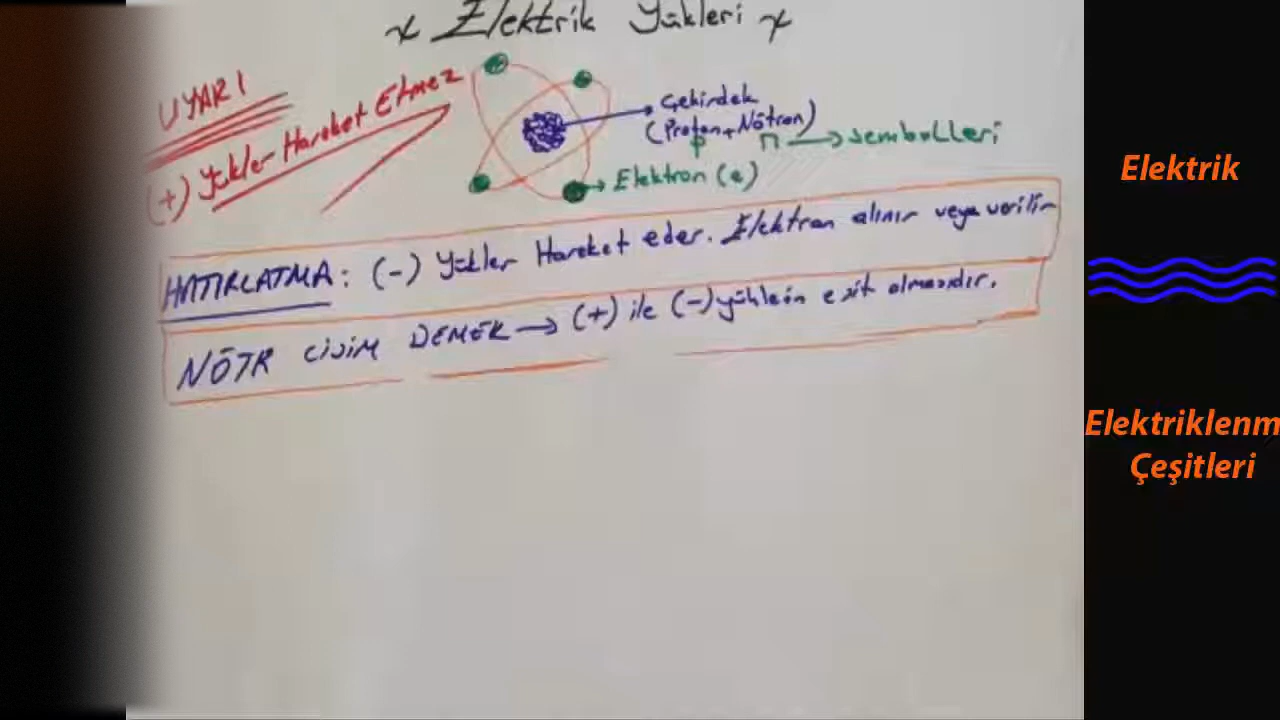 Elektrik Yükleri
UYARI
(+) Yükler Hareket Etmez
Çekirdek
(Proton+Nötron)
p n → sembolleri
Elektron (e)
HATIRLATMA: (-) Yükler Hareket eder. Elektron alınır veya verilir
NÖTR CİSİM DEMEK → (+) ile (-) yüklein eşit olmasıdır.
Elektrik
Elektriklenm
Çeşitleri